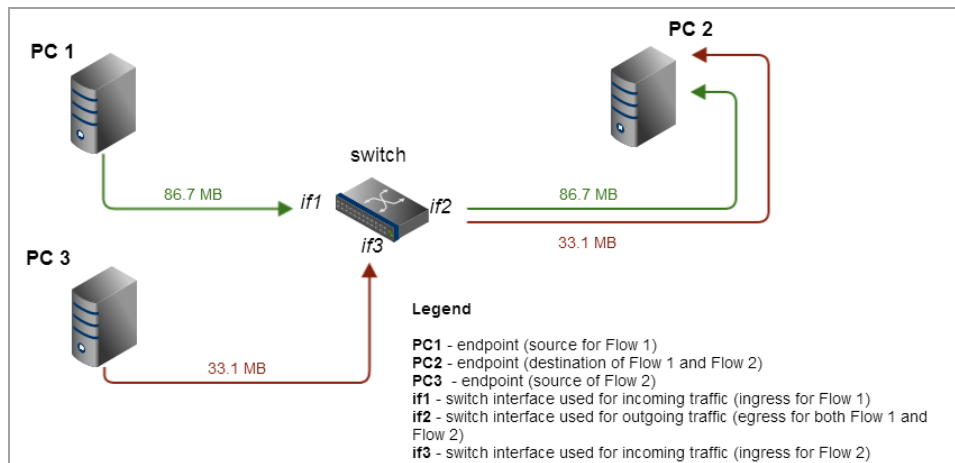 PC 1
PC 2
switch
86.7 MB
if1
if2
86.7 MB
if3
33.1 MB
PC 3
33.1 MB
Legend
PC1 - endpoint (source for Flow 1)
PC2 - endpoint (destination of Flow 1 and Flow 2)
PC3 - endpoint (source of Flow 2)
if1 - switch interface used for incoming traffic (ingress for Flow 1)
if2 - switch interface used for outgoing traffic (egress for both Flow 1 and
Flow 2)
if3 - switch interface used for incoming traffic (ingress for Flow 2)